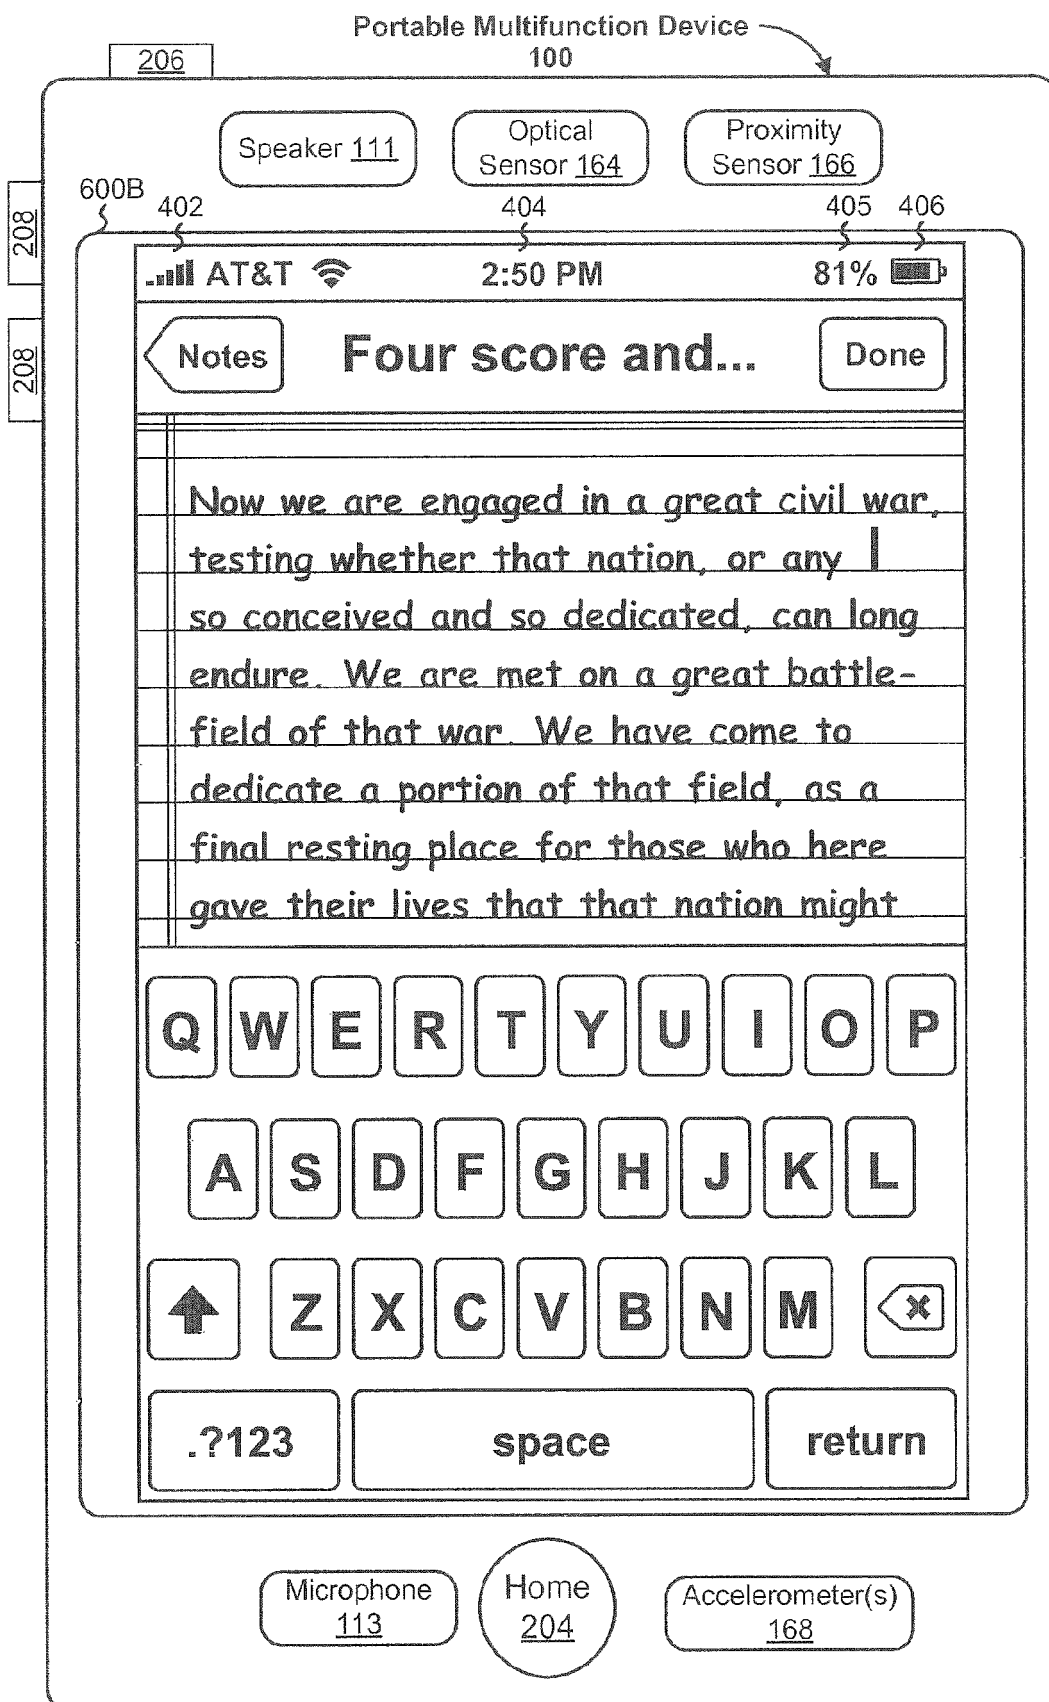 Portable Multifunction Device
100
206
Speaker 111
Optical
Sensor 164
Proximity
Sensor 166
600B
402
404
405
406
208
208
AT&T
2:50 PM
81%
Notes
Four score and...
Done
Now we are engaged in a great civil war,
testing whether that nation, or any
so conceived and so dedicated, can long
endure. We are met on a great battle-
field of that war. We have come to
dedicate a portion of that field, as a
final resting place for those who here
gave their lives that that nation might
Q W E R T Y U I O P
A S D F G H J K L
Z X C V B N M
.?123 space return
Microphone
113
Home
204
Accelerometer(s)
168